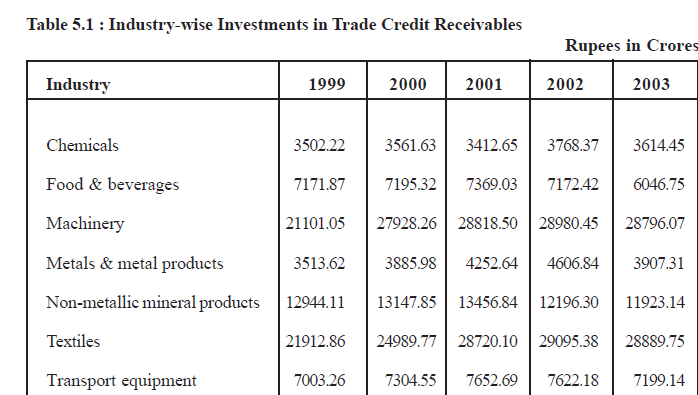 Table 5.1 : Industry-wise Investments in Trade Credit Receivables
Rupees in Crores
Industry 1999 2000 2001 2002 2003
Chemicals 3502.22 3561.63 3412.65 3768.37 3614.45
Food & beverages 7171.87 7195.32 7369.03 7172.42 6046.75
Machinery 21101.05 27928.26 28818.50 28980.45 28796.07
Metals & metal products 3513.62 3885.98 4252.64 4606.84 3907.31
Non-metallic mineral products 12944.11 13147.85 13456.84 12196.30 11923.14
Textiles 21912.86 24989.77 28720.10 29095.38 28889.75
Transport equipment 7003.26 7304.55 7652.69 7622.18 7199.14